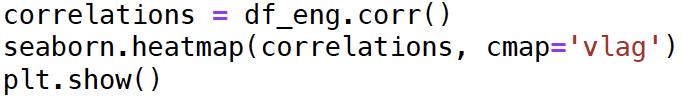 correlations = df_eng.corr()
seaborn.heatmap(correlations, cmap='vlag')
plt.show()